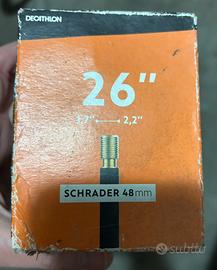 DECATHLON
26"
1,7" 2,2"
SCHRADER 48mm
subito